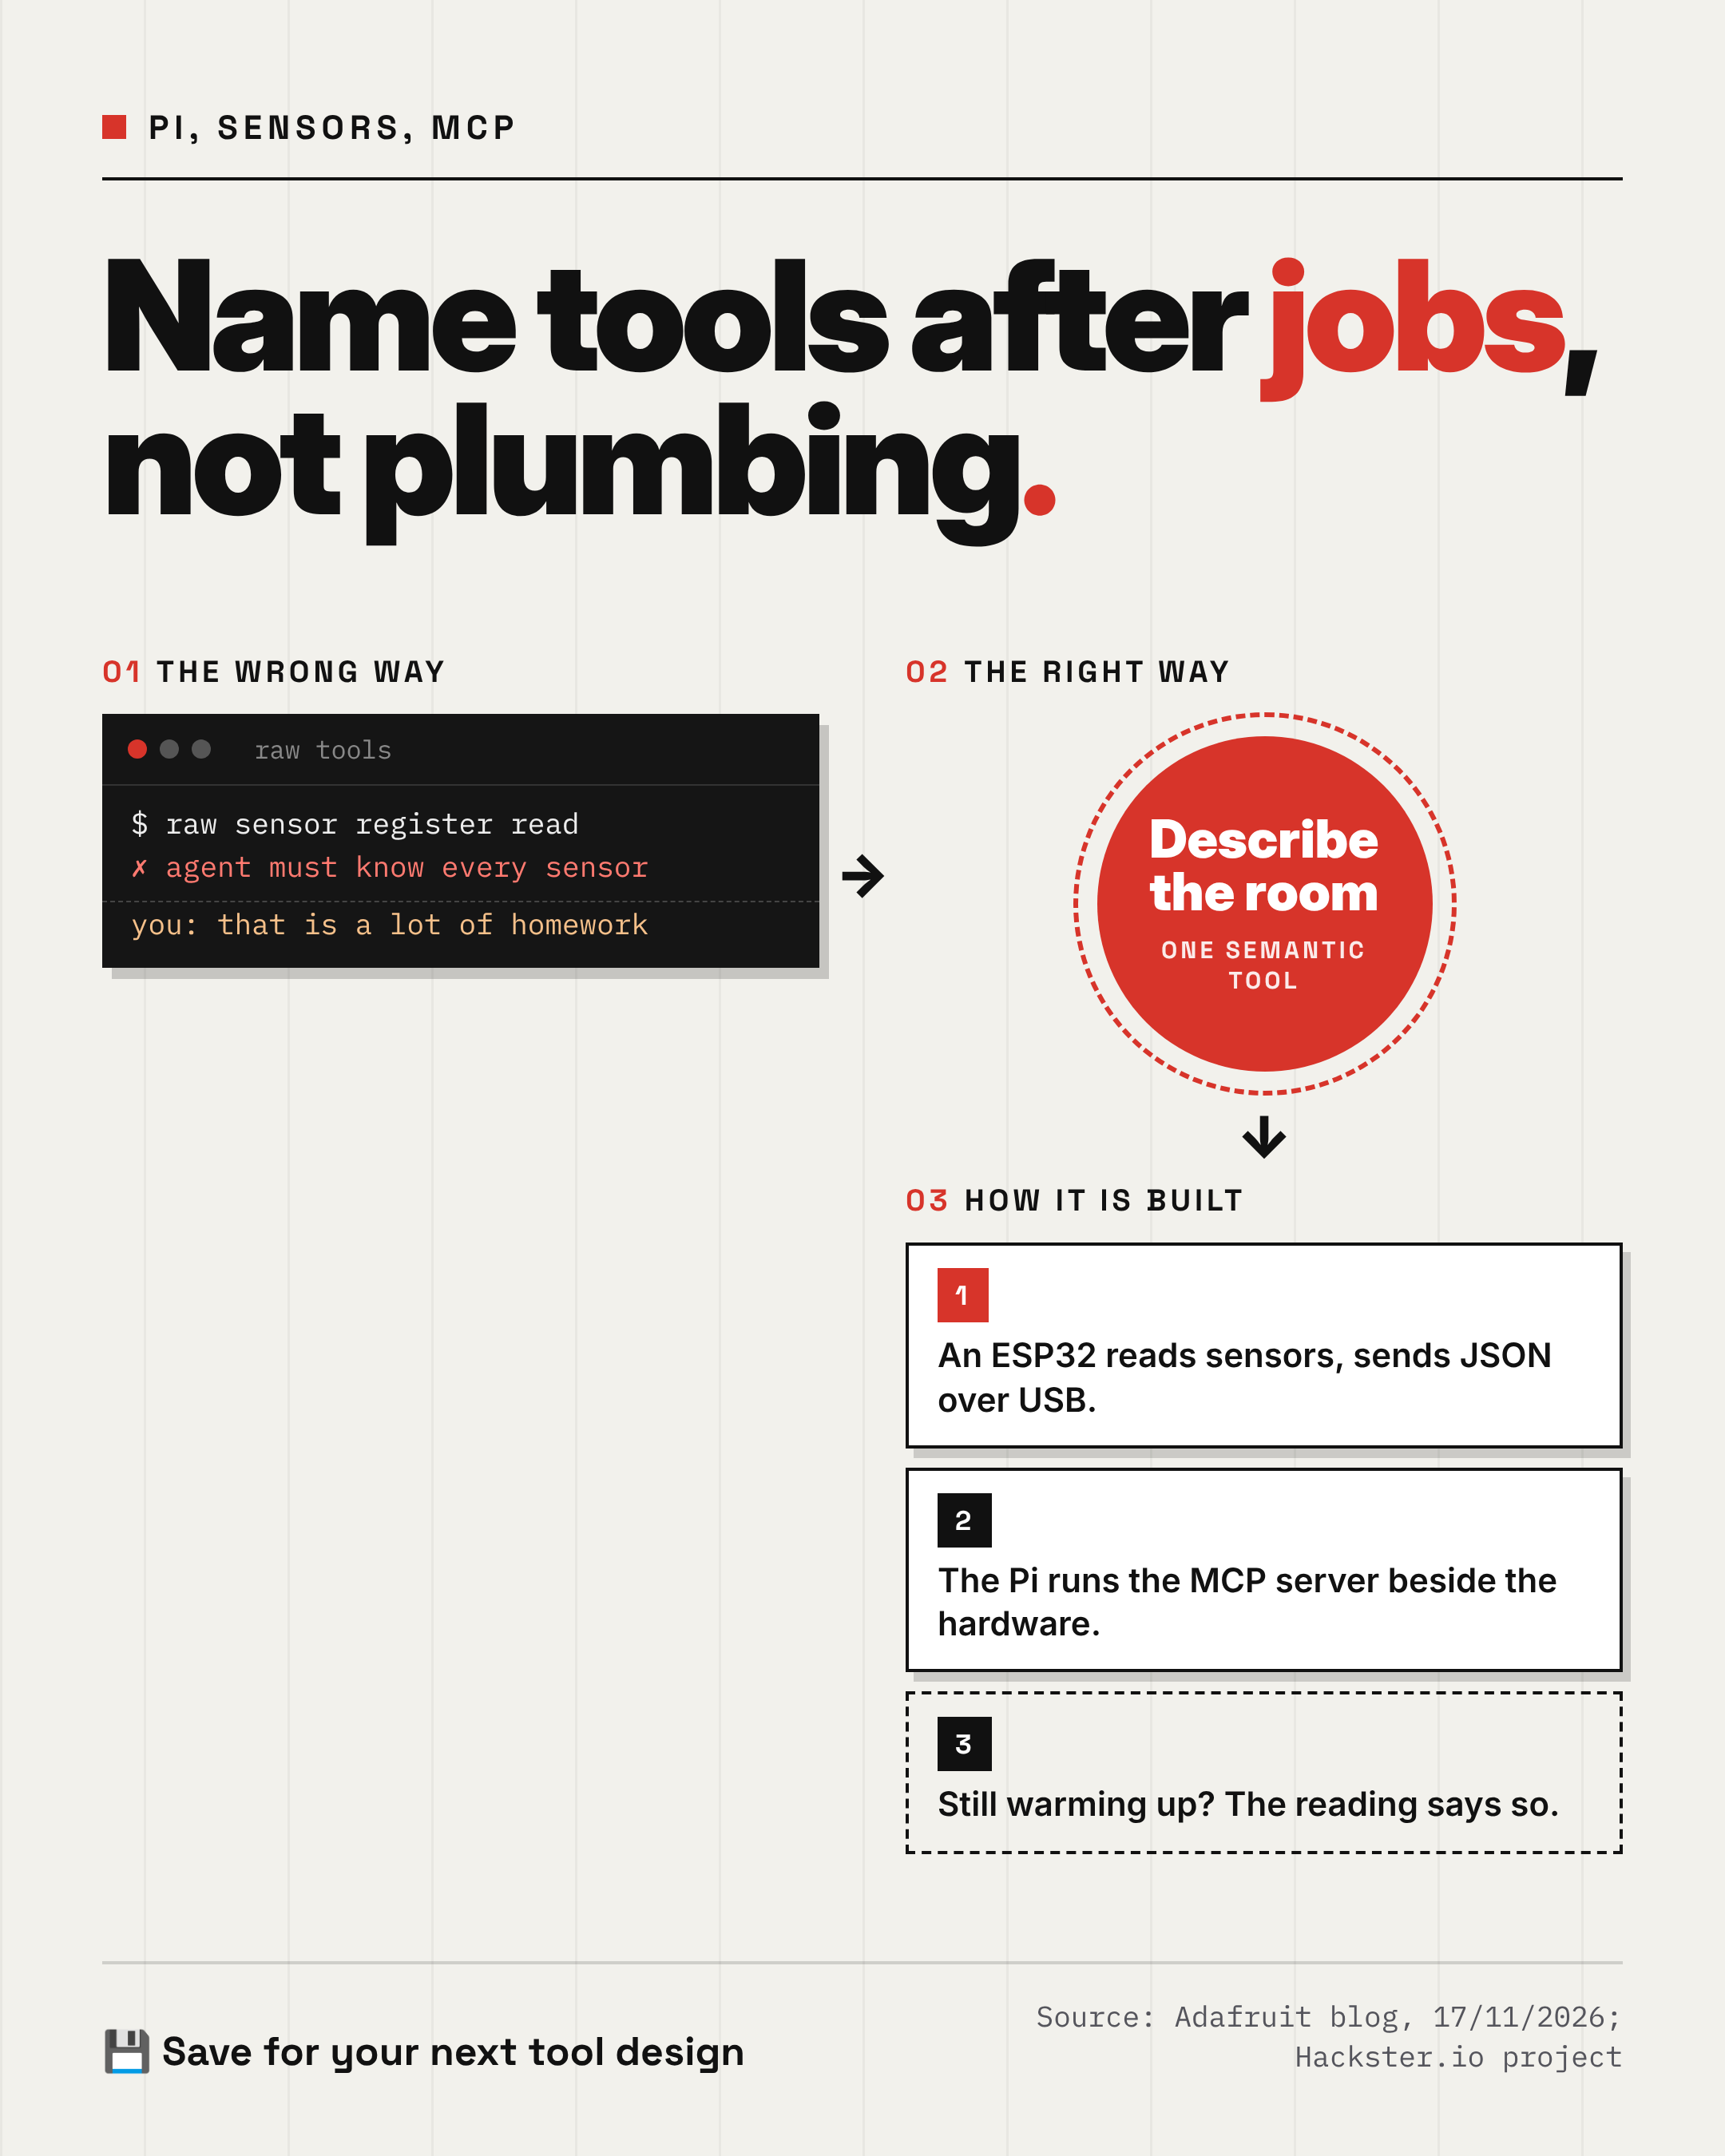 PI, SENSORS, MCP
Name tools after jobs,
not plumbing.
01 THE WRONG WAY
raw tools
$ raw sensor register read
✗ agent must know every sensor
you: that is a lot of homework
→
02 THE RIGHT WAY
Describe
the room
ONE SEMANTIC
TOOL
↓
03 HOW IT IS BUILT
1
An ESP32 reads sensors, sends JSON
over USB.
2
The Pi runs the MCP server beside the
hardware.
3
Still warming up? The reading says so.
💾 Save for your next tool design
Source: Adafruit blog, 17/11/2026;
Hackster.io project